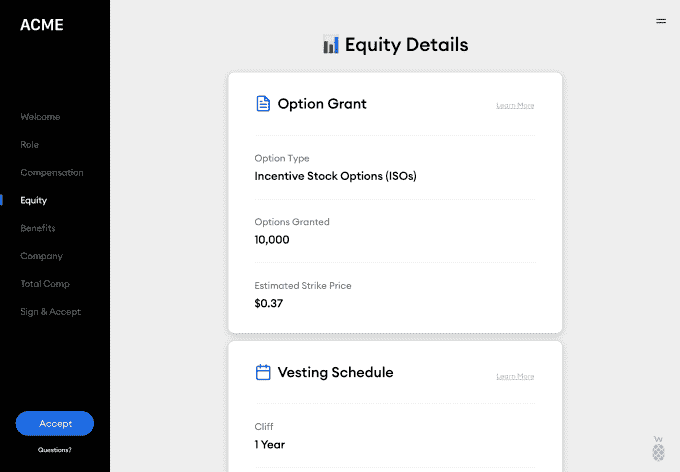 ACME
Welcome
Role
Compensation
Equity
Benefits
Company
Total Comp
Sign & Accept
Accept
Questions?
Equity Details
Option Grant
Learn More
Option Type
Incentive Stock Options (ISOs)
Options Granted
10,000
Estimated Strike Price
$0.37
Vesting Schedule
Learn More
Cliff
1 Year
W